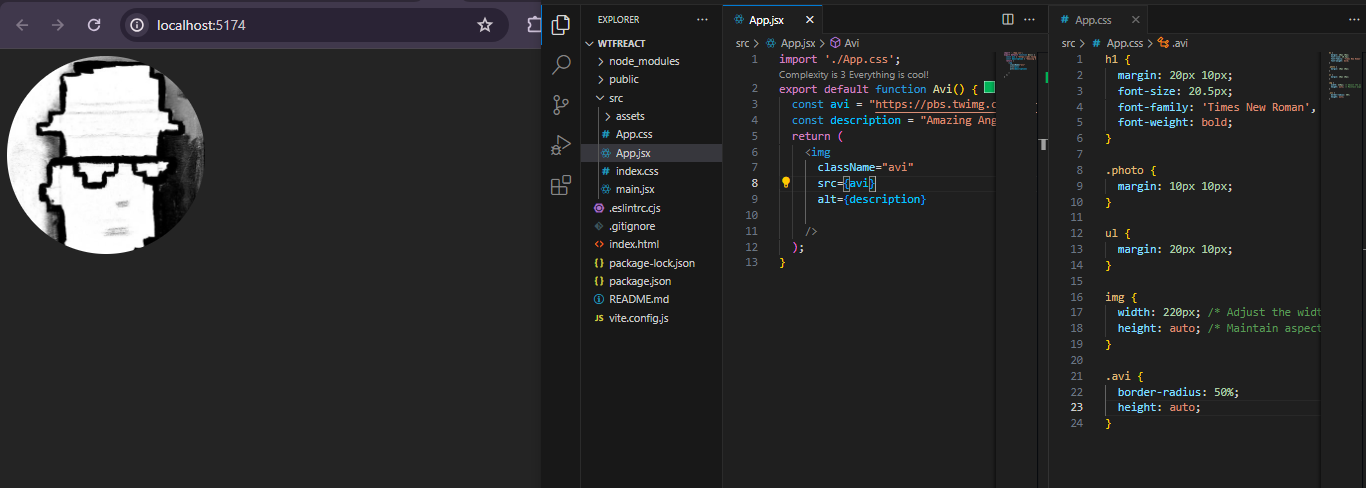 localhost:5174
EXPLORER
WTFREACT
node_modules
public
src
assets
App.css
App.jsx
index.css
main.jsx
.eslintrc.cjs
.gitignore
index.html
package-lock.json
package.json
README.md
JS vite.config.js
App.jsx
src > App.jsx > Avi
1 import './App.css';
Complexity is 3 Everything is cool!
2 export default function Avi() {
3 const avi = "https://pbs.twimg.c
4 const description = "Amazing Ang
5 return (
6 <img
7 className="avi"
8 src={avi}
9 alt={description}
10
11 />
12 );
13 }
# App.css
src > # App.css > .avi
1 h1 {
2 margin: 20px 10px;
3 font-size: 20.5px;
4 font-family: 'Times New Roman',
5 font-weight: bold;
6 }
7
8 .photo {
9 margin: 10px 10px;
10 }
11
12 ul {
13 margin: 20px 10px;
14 }
15
16 img {
17 width: 220px; /* Adjust the widt
18 height: auto; /* Maintain aspect
19 }
20
21 .avi {
22 border-radius: 50%;
23 height: auto;
24 }